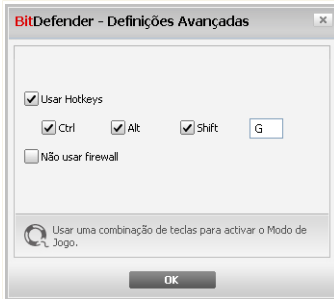 BitDefender - Definições Avançadas
Usar Hotkeys
Ctrl Alt Shift G
Não usar firewall
Usar uma combinação de teclas para activar o Modo de
Jogo.
OK